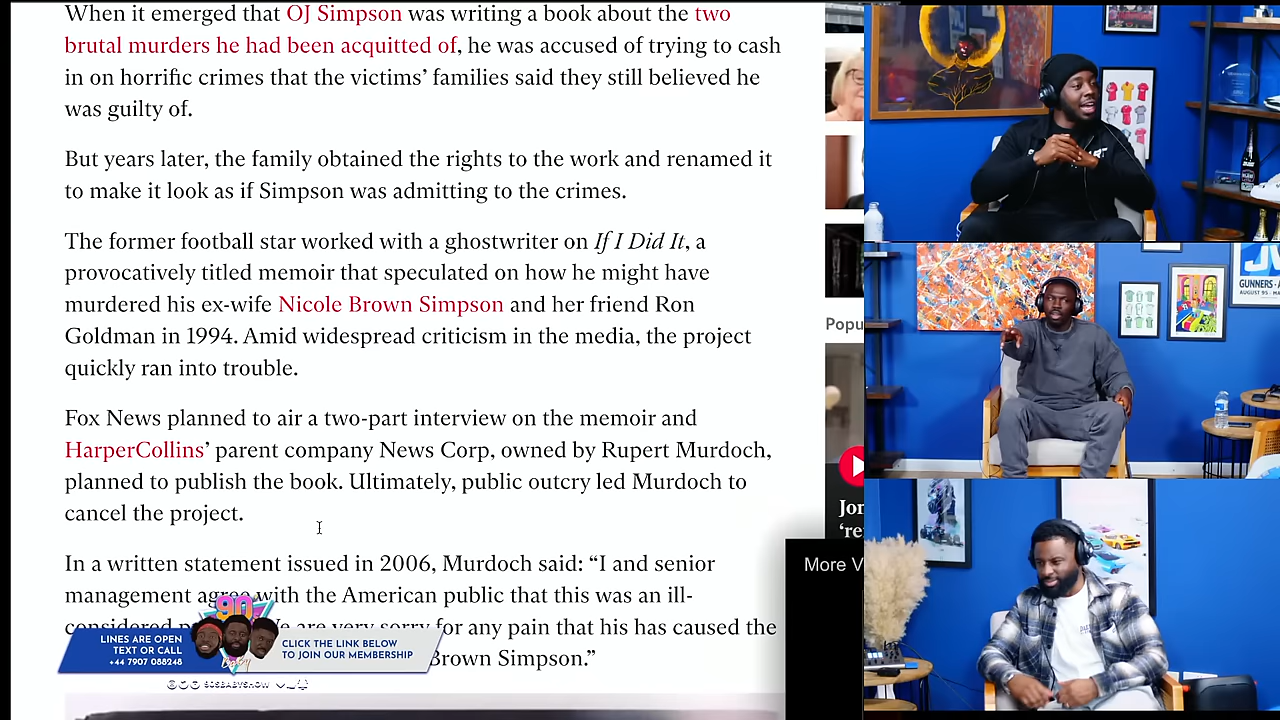 When it emerged that OJ Simpson was writing a book about the two
brutal murders he had been acquitted of, he was accused of trying to cash
in on horrific crimes that the victims’ families said they still believed he
was guilty of.
But years later, the family obtained the rights to the work and renamed it
to make it look as if Simpson was admitting to the crimes.
The former football star worked with a ghostwriter on If I Did It, a
provocatively titled memoir that speculated on how he might have
murdered his ex-wife Nicole Brown Simpson and her friend Ron
Goldman in 1994. Amid widespread criticism in the media, the project
quickly ran into trouble.
Fox News planned to air a two-part interview on the memoir and
HarperCollins’ parent company News Corp, owned by Rupert Murdoch,
planned to publish the book. Ultimately, public outcry led Murdoch to
cancel the project.
In a written statement issued in 2006, Murdoch said: “I and senior
management agree with the American public that this was an ill-
considered We are very sorry for any pain that his has caused the
Brown Simpson.”
Popu
Jor
‘re
More V
90
Baby
LINES ARE OPEN
TEXT OR CALL
+44 7907 088248
CLICK THE LINK BELOW
TO JOIN OUR MEMBERSHIP
90SBABYSHOW
GUNNERS
AUGUST 95